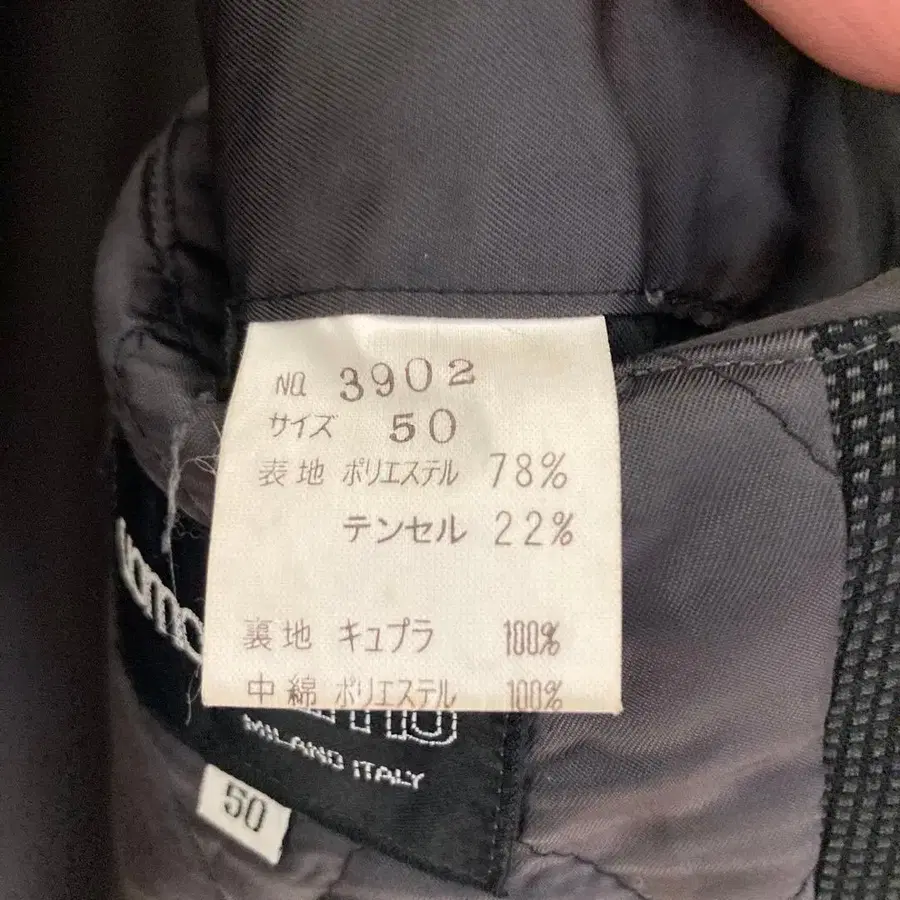 NO. 3902
サイズ 50
表地 ポリエステル 78%
テンセル 22%
裏地 キュプラ 100%
中綿 ポリエステル 100%
MILANO ITALY
50